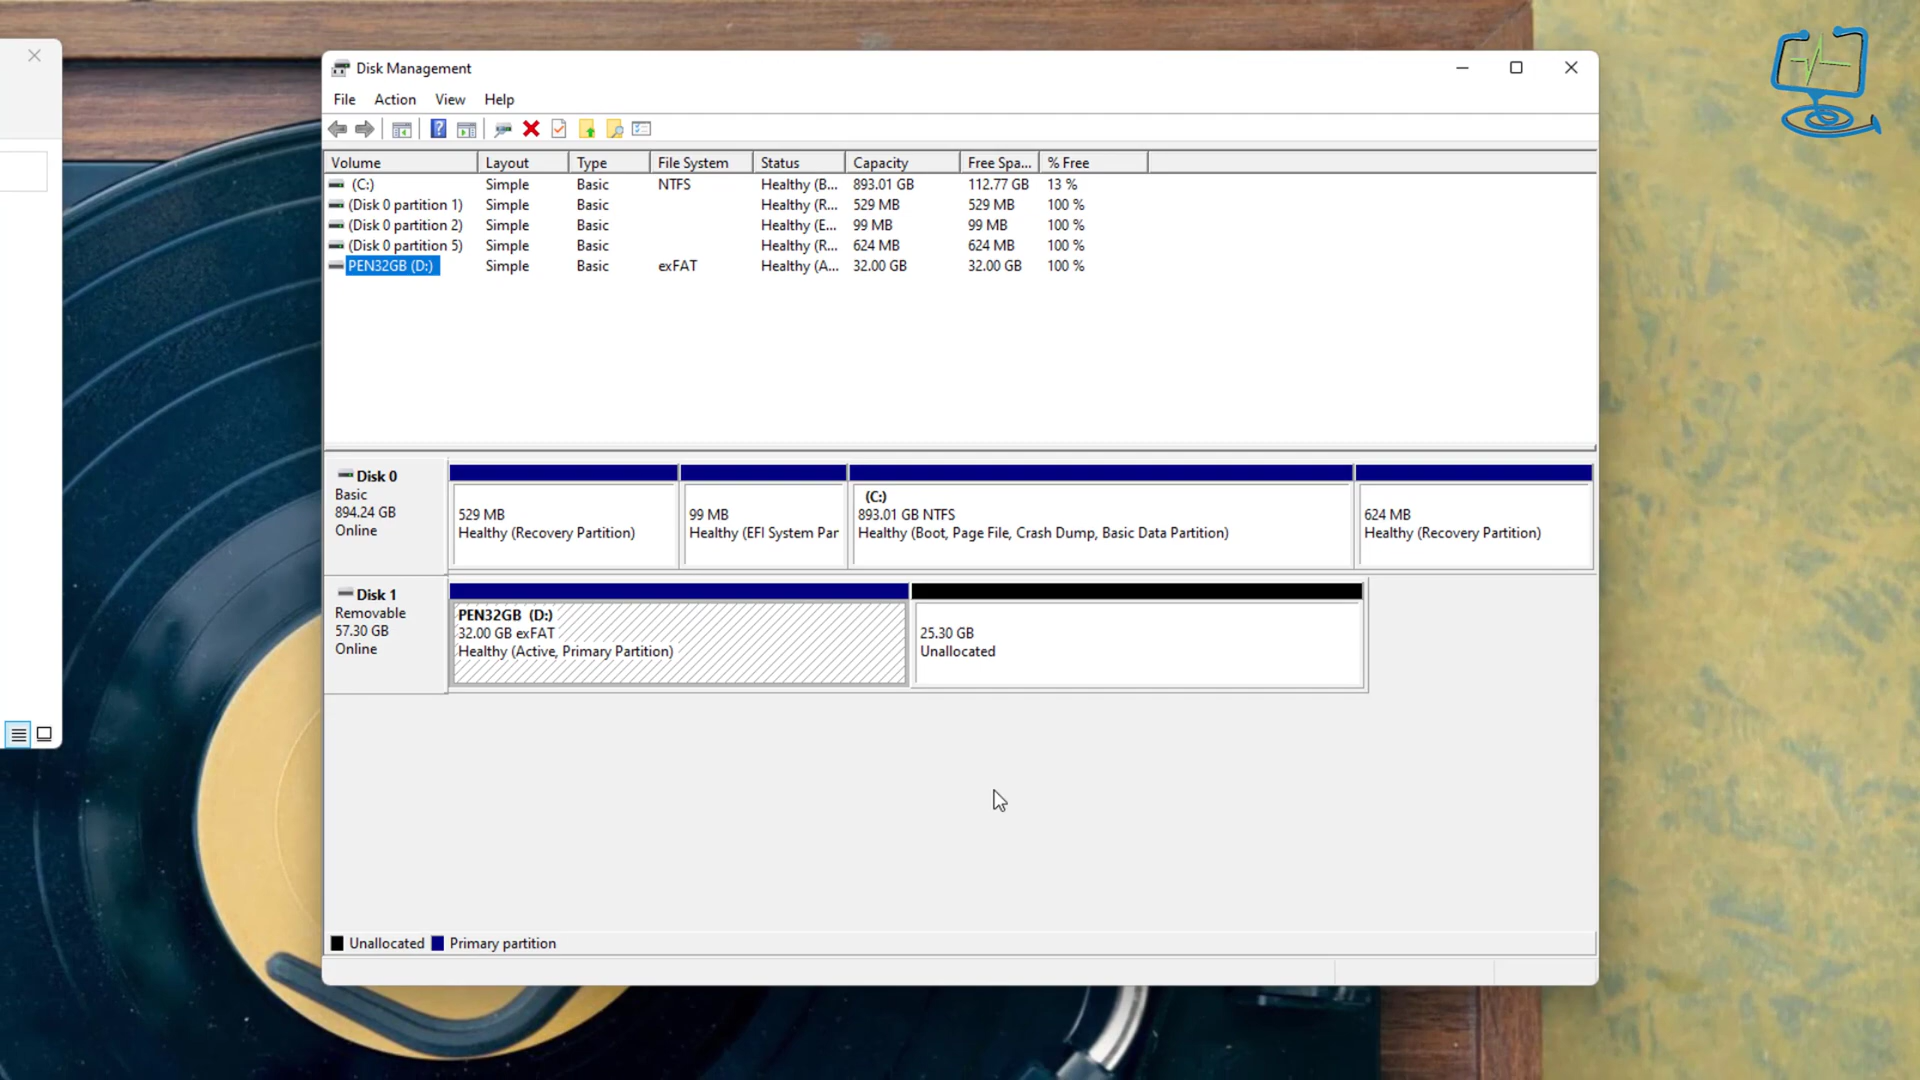 Disk Management
File Action View Help
Volume Layout Type File System Status Capacity Free Spa... % Free
(C:) Simple Basic NTFS Healthy (B... 893.01 GB 112.77 GB 13 %
(Disk 0 partition 1) Simple Basic Healthy (R... 529 MB 529 MB 100 %
(Disk 0 partition 2) Simple Basic Healthy (E... 99 MB 99 MB 100 %
(Disk 0 partition 5) Simple Basic Healthy (R... 624 MB 624 MB 100 %
PEN32GB (D:) Simple Basic exFAT Healthy (A... 32.00 GB 32.00 GB 100 %
Disk 0
Basic
894.24 GB
Online
529 MB
Healthy (Recovery Partition)
99 MB
Healthy (EFI System Par
(C:)
893.01 GB NTFS
Healthy (Boot, Page File, Crash Dump, Basic Data Partition)
624 MB
Healthy (Recovery Partition)
Disk 1
Removable
57.30 GB
Online
PEN32GB (D:)
32.00 GB exFAT
Healthy (Active, Primary Partition)
25.30 GB
Unallocated
Unallocated Primary partition